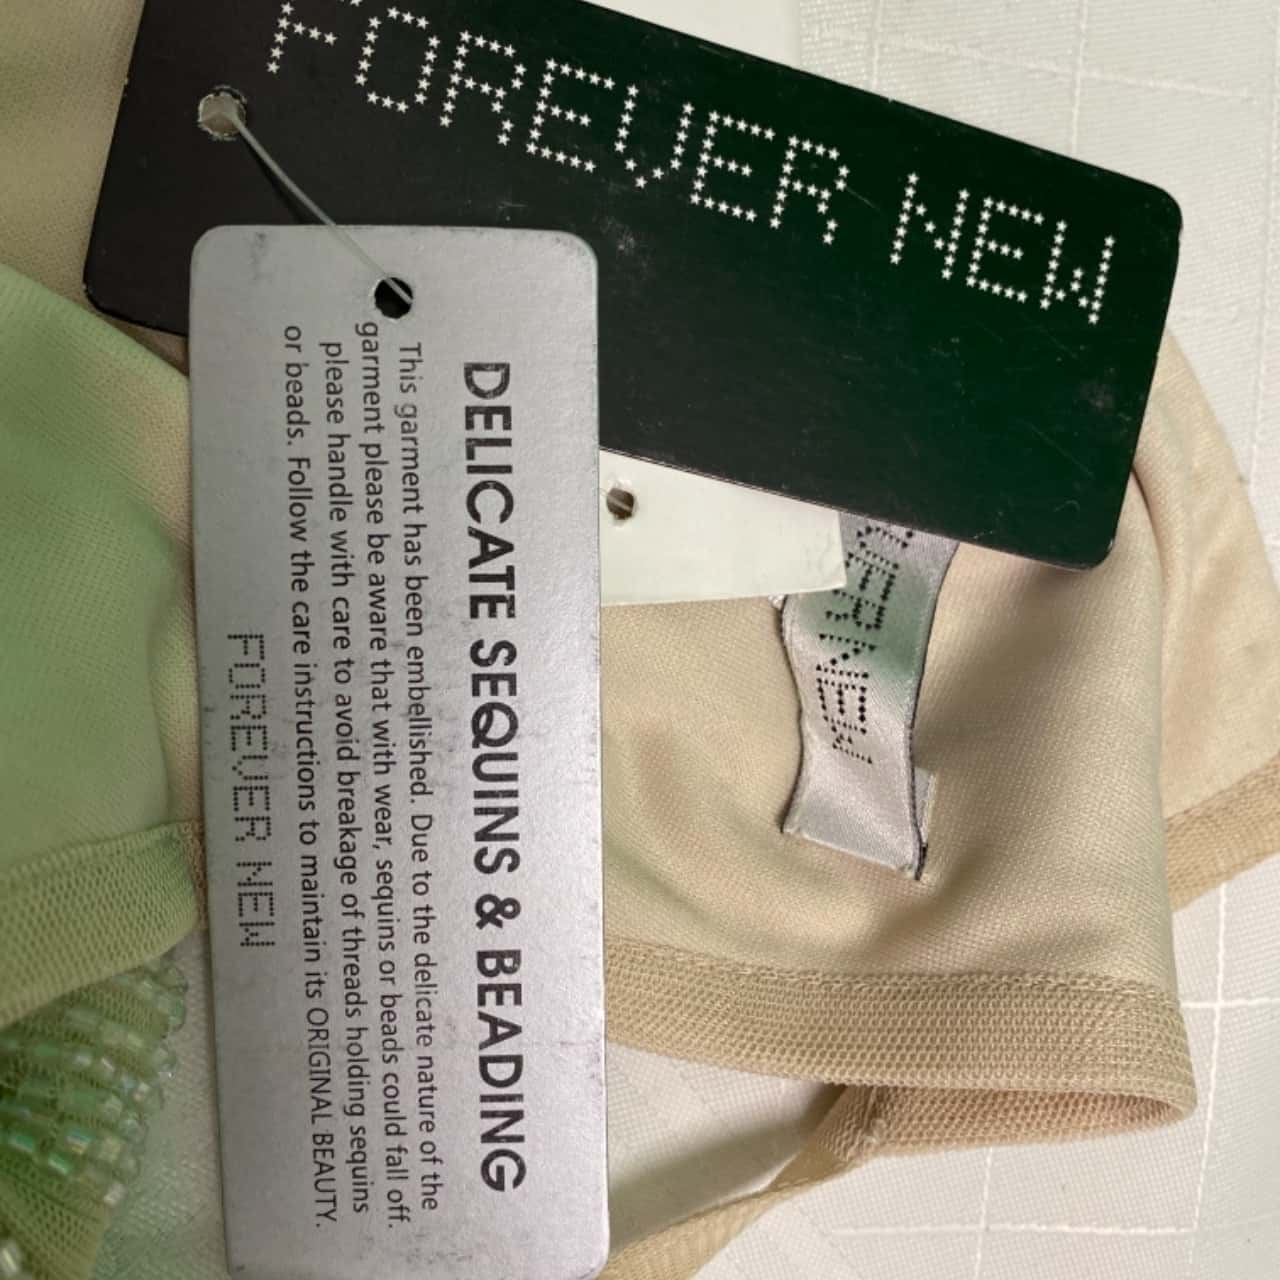 FOREVER NEW
DELICATE SEQUINS & BEADING
This garment has been embellished. Due to the delicate nature of the
garment please be aware that with wear, sequins or beads could fall off.
please handle with care to avoid breakage of threads holding sequins
or beads. Follow the care instructions to maintain its ORIGINAL BEAUTY.
FOREVER NEW
NEW